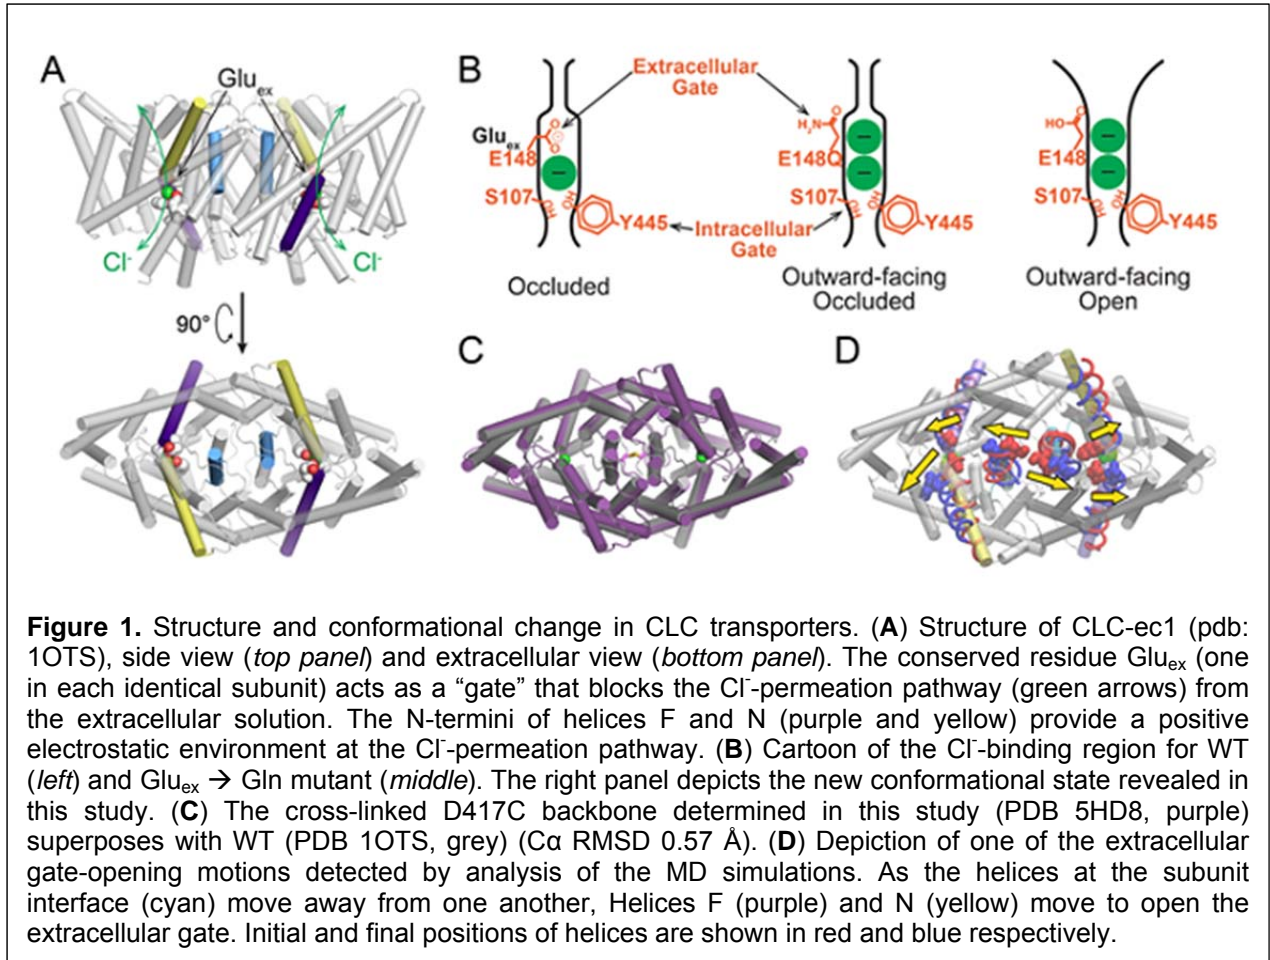 A
Glu
ex
Cl-
Cl-
90°
B
Extracellular
Gate
Glu
ex
E148
S107
OH
HO
Y445
O
O
Occluded
H₂N
O
E148Q
S107
OH
HO
Y445
Intracellular
Gate
Outward-facing
Occluded
HO
O
E148
S107
OH
HO
Y445
Outward-facing
Open
C
D
Figure 1. Structure and conformational change in CLC transporters. (A) Structure of CLC-ec1 (pdb:
1OTS), side view (top panel) and extracellular view (bottom panel). The conserved residue Gluex (one
in each identical subunit) acts as a “gate” that blocks the Cl--permeation pathway (green arrows) from
the extracellular solution. The N-termini of helices F and N (purple and yellow) provide a positive
electrostatic environment at the Cl--permeation pathway. (B) Cartoon of the Cl--binding region for WT
(left) and Gluex → Gln mutant (middle). The right panel depicts the new conformational state revealed in
this study. (C) The cross-linked D417C backbone determined in this study (PDB 5HD8, purple)
superposes with WT (PDB 1OTS, grey) (Cα RMSD 0.57 Å). (D) Depiction of one of the extracellular
gate-opening motions detected by analysis of the MD simulations. As the helices at the subunit
interface (cyan) move away from one another, Helices F (purple) and N (yellow) move to open the
extracellular gate. Initial and final positions of helices are shown in red and blue respectively.